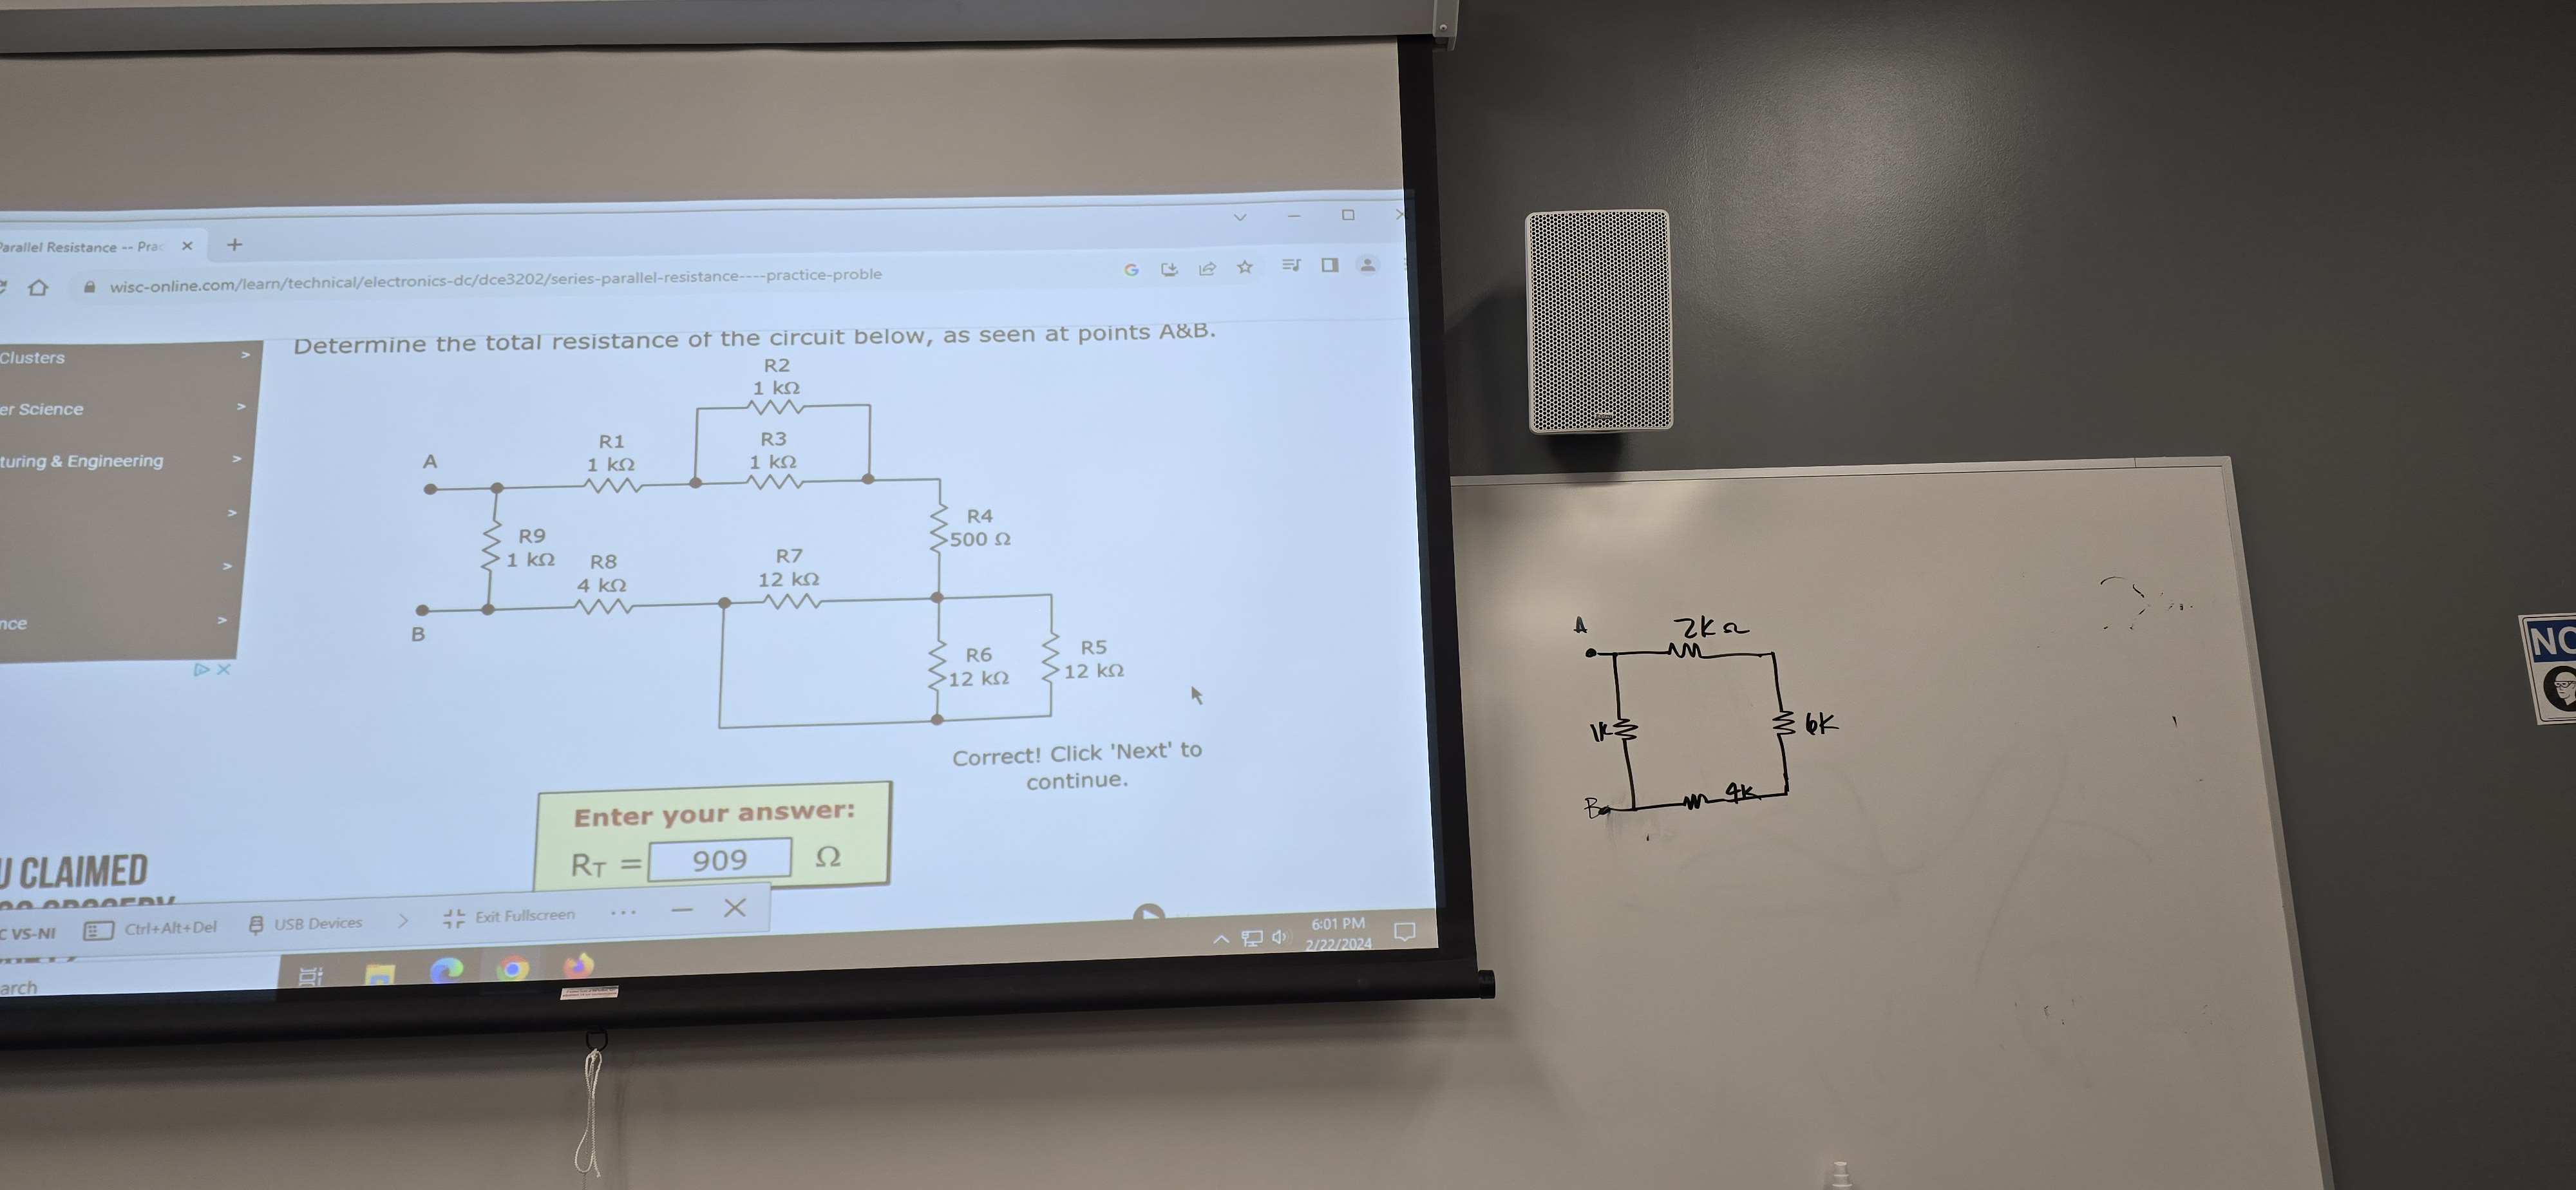 Parallel Resistance -- Prac
wisc-online.com/learn/technical/electronics-dc/dce3202/series-parallel-resistance----practice-proble
Clusters >
er Science >
turing & Engineering >
>
>
nce >
Determine the total resistance of the circuit below, as seen at points A&B.
R2
1 kΩ
R1
1 kΩ
R3
1 kΩ
A
R4
500 Ω
R9
1 kΩ
R8
4 kΩ
R7
12 kΩ
B
R6
12 kΩ
R5
12 kΩ
Correct! Click 'Next' to
continue.
Enter your answer:
RT = 909 Ω
U CLAIMED
C VS-NI
Ctrl+Alt+Del
USB Devices
Exit Fullscreen
arch
6:01 PM
2/22/2024
A
2K Ω
1K
6K
4K
B
NO